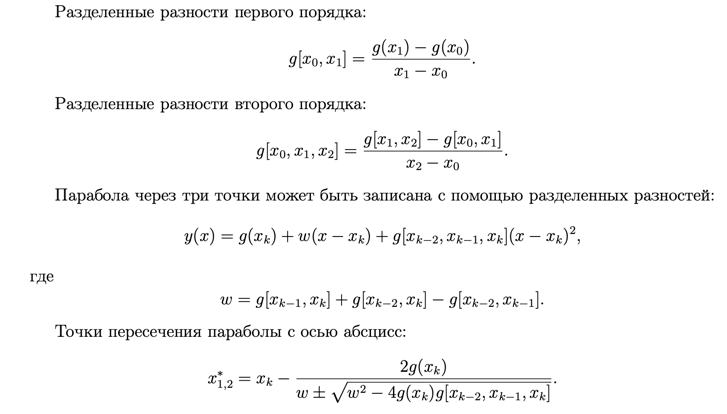 Разделенные разности первого порядка:
g[x_0, x_1] = \frac{g(x_1) - g(x_0)}{x_1 - x_0}.
Разделенные разности второго порядка:
g[x_0, x_1, x_2] = \frac{g[x_1, x_2] - g[x_0, x_1]}{x_2 - x_0}.
Парабола через три точки может быть записана с помощью разделенных разностей:
y(x) = g(x_k) + w(x - x_k) + g[x_{k-2}, x_{k-1}, x_k](x - x_k)^2,
где
w = g[x_{k-1}, x_k] + g[x_{k-2}, x_k] - g[x_{k-2}, x_{k-1}].
Точки пересечения параболы с осью абсцисс:
x^*_{1,2} = x_k - \frac{2g(x_k)}{w \pm \sqrt{w^2 - 4g(x_k)g[x_{k-2}, x_{k-1}, x_k]}}.